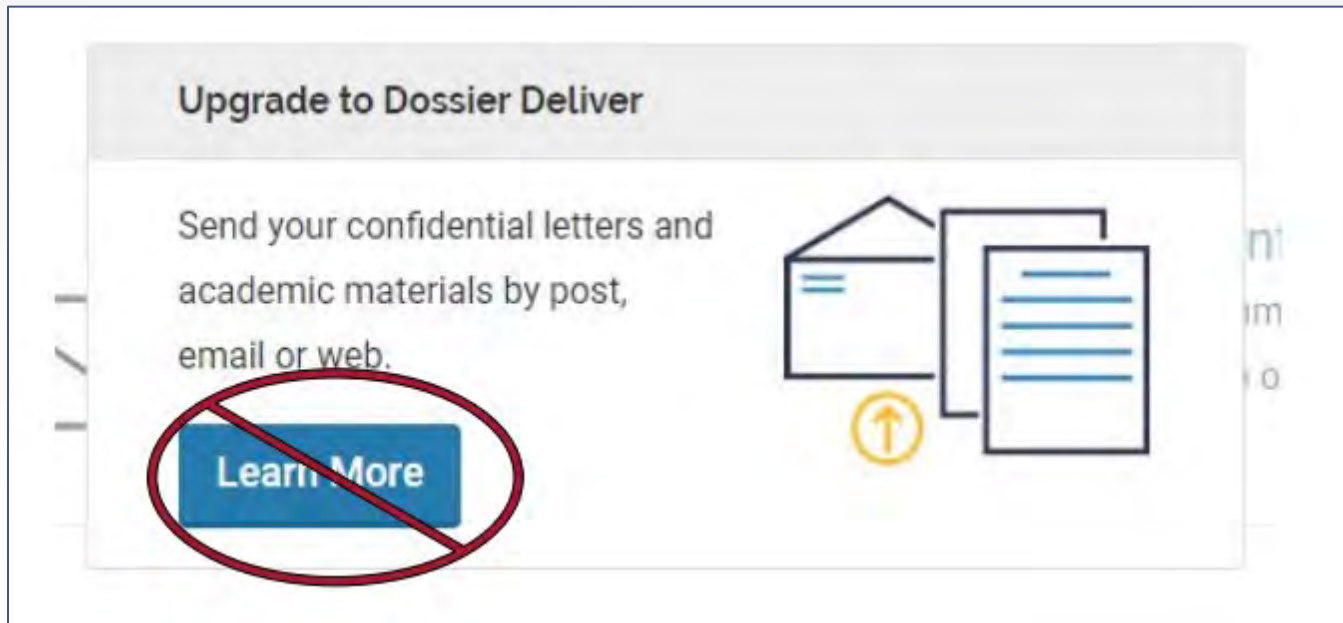 Upgrade to Dossier Deliver
Send your confidential letters and
academic materials by post,
email or web.
Learn More